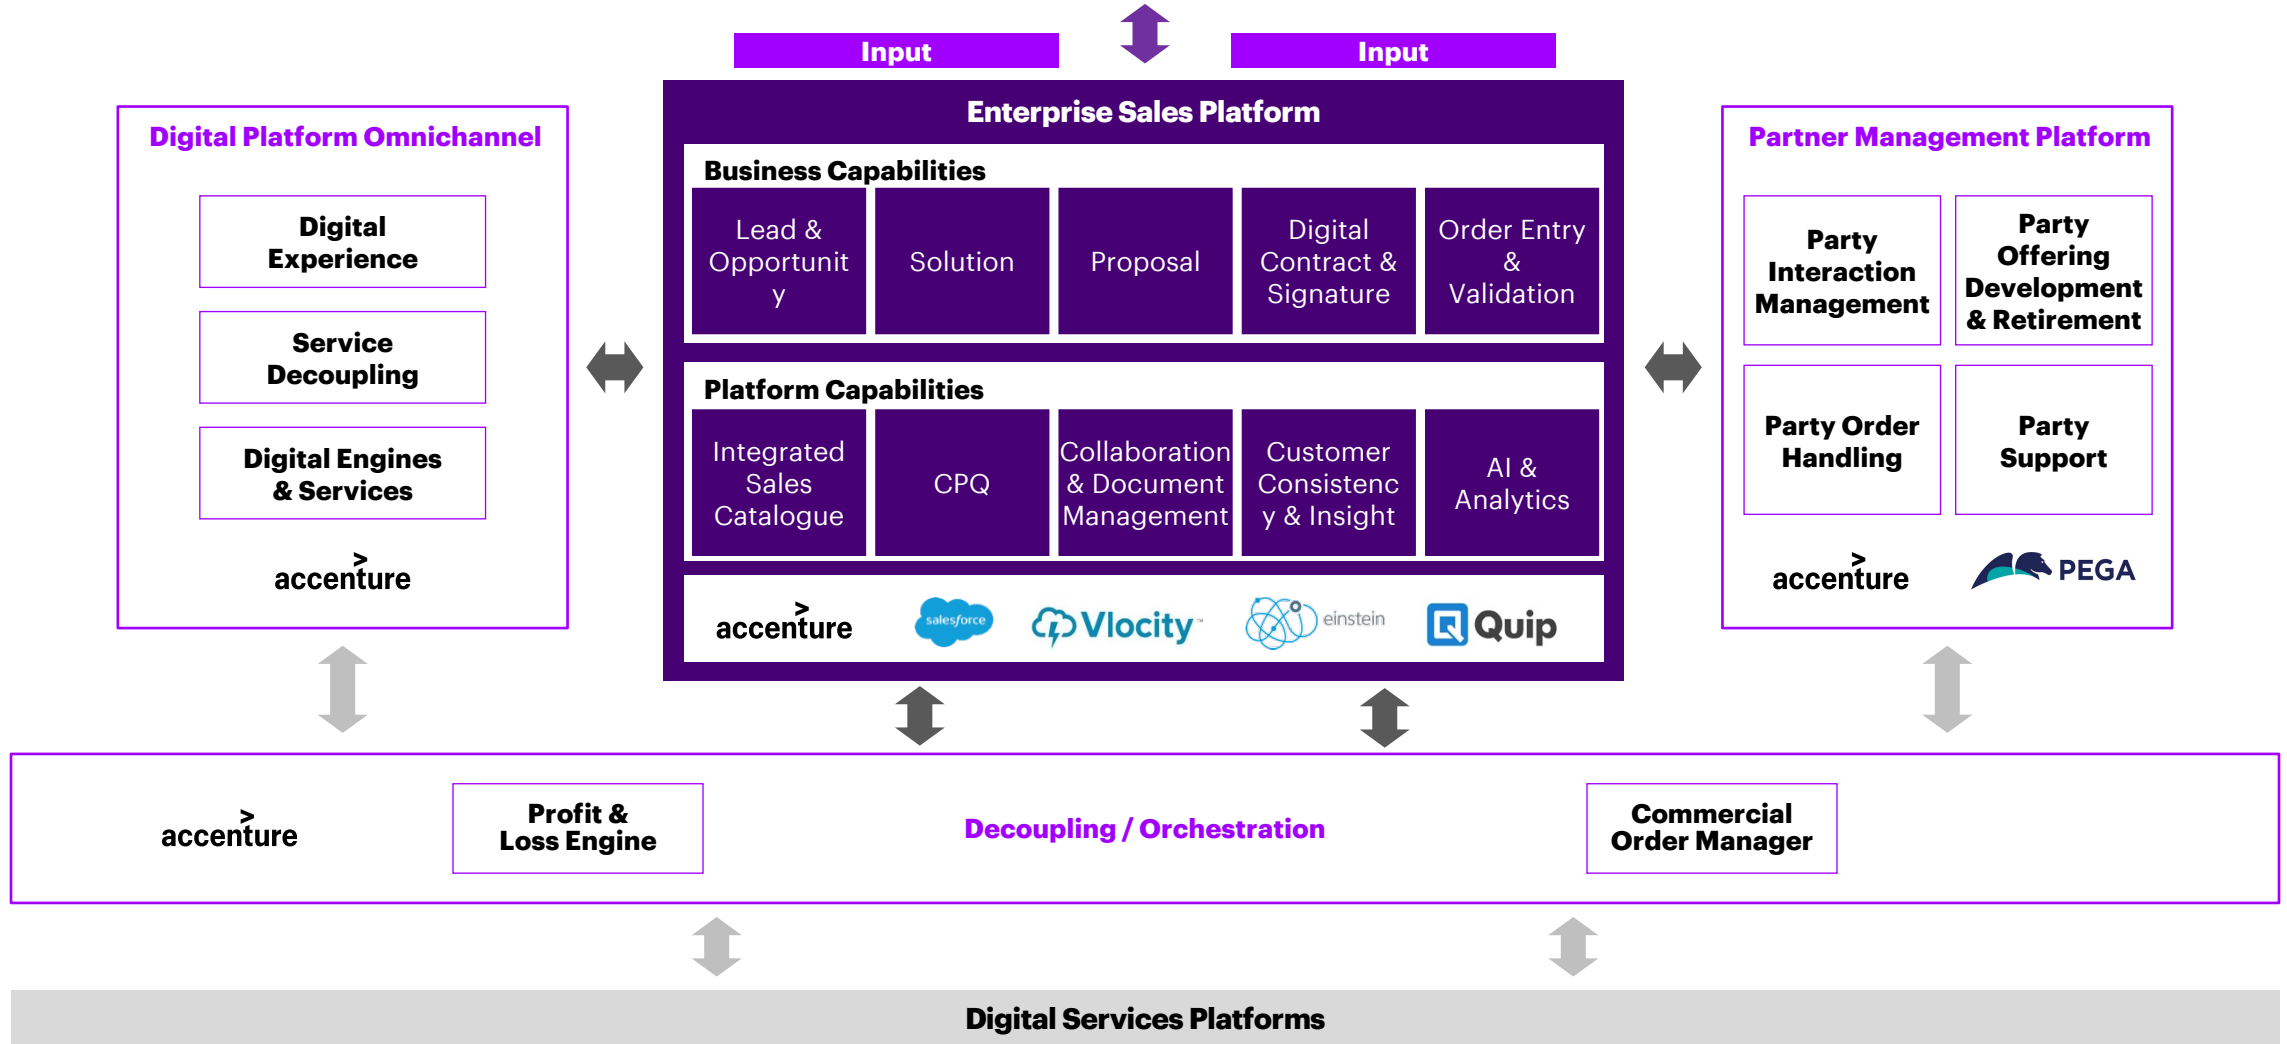 Input
Input
Enterprise Sales Platform
Digital Platform Omnichannel
Digital
Experience
Service
Decoupling
Digital Engines
& Services
>
accenture
Business Capabilities
Lead &
Opportunit
y
Solution
Proposal
Digital
Contract &
Signature
Order Entry
&
Validation
Platform Capabilities
Integrated
Sales
Catalogue
CPQ
Collaboration
& Document
Management
Customer
Consistenc
y & Insight
AI &
Analytics
>
accenture
salesforce
Vlocity™
einstein
Quip
Partner Management Platform
Party
Interaction
Management
Party
Offering
Development
& Retirement
Party Order
Handling
Party
Support
>
accenture
PEGA
>
accenture
Profit &
Loss Engine
Decoupling / Orchestration
Commercial
Order Manager
Digital Services Platforms